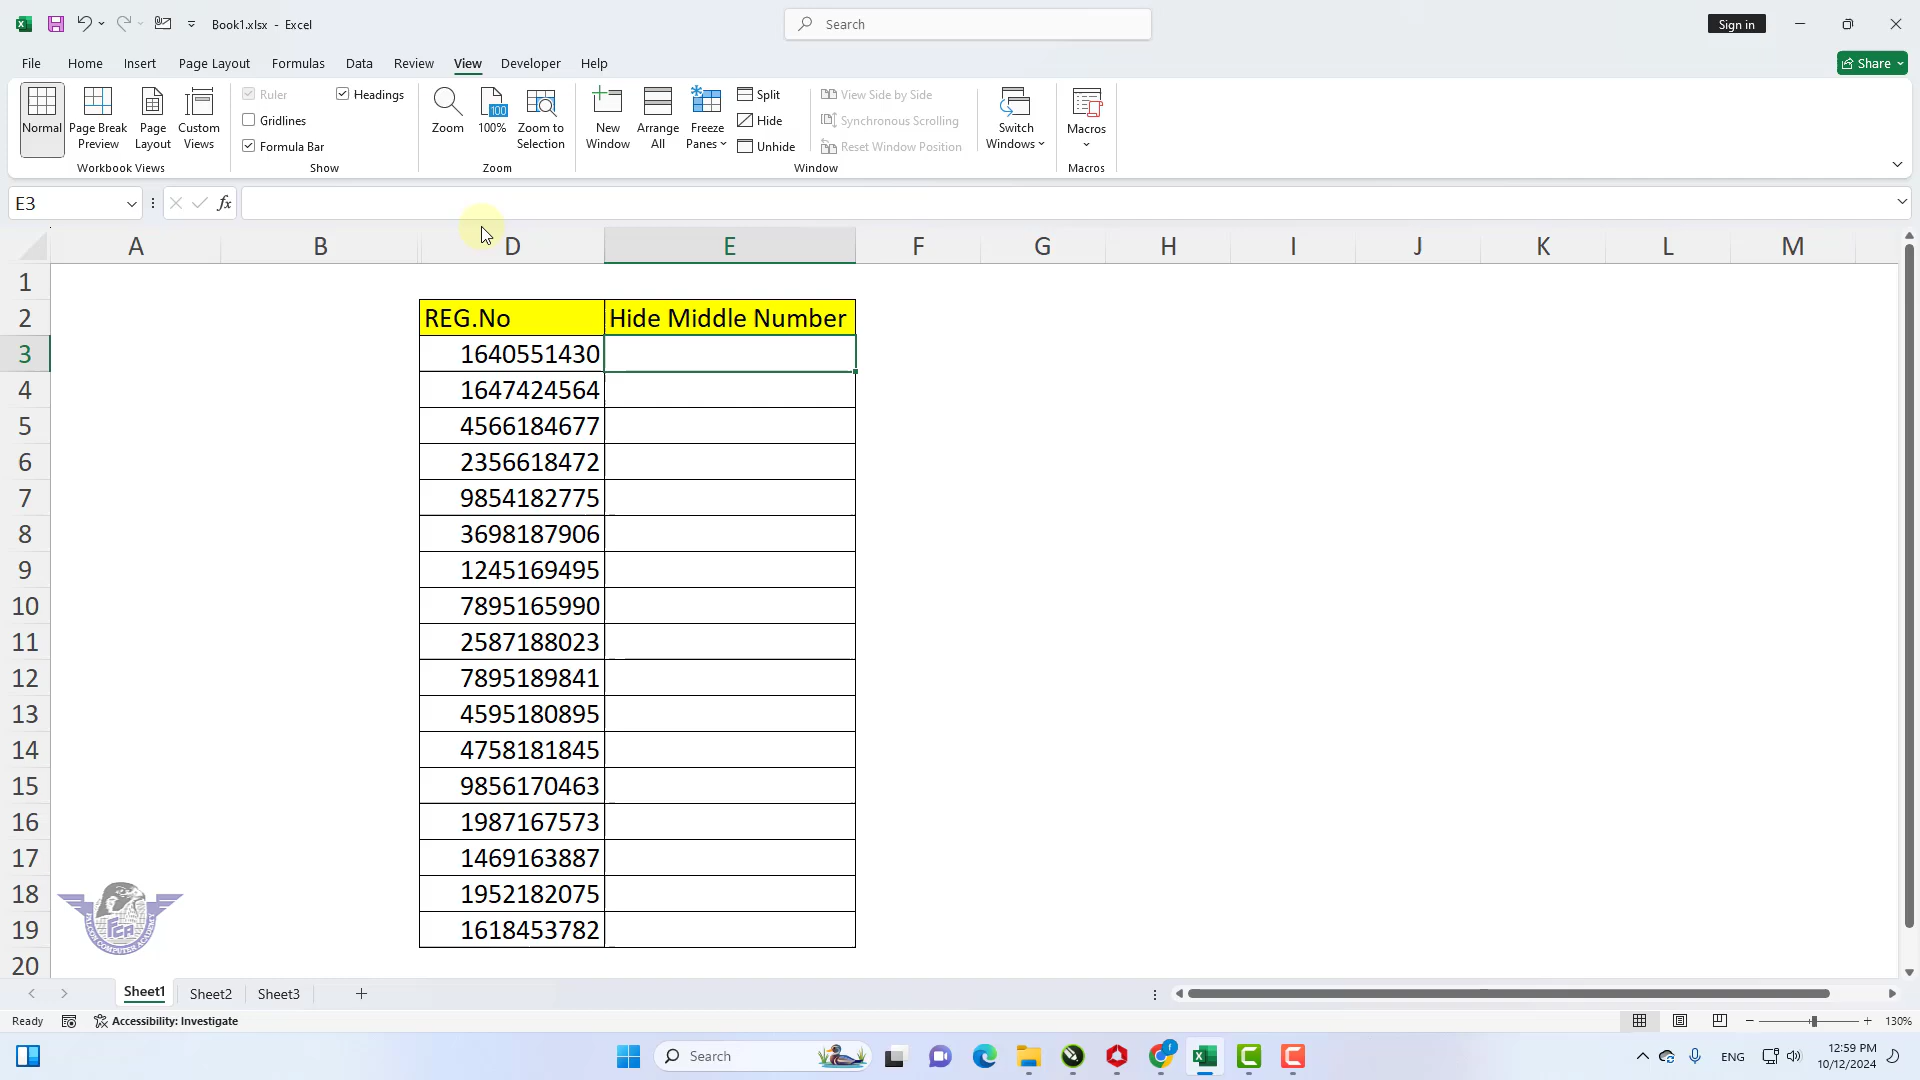 Book1.xlsx - Excel
Search
Sign in
File Home Insert Page Layout Formulas Data Review View Developer Help
Share
Normal
Page Break Preview
Page Layout
Custom Views
Workbook Views
Ruler
Gridlines
Formula Bar
Headings
Show
Zoom
100
100%
Zoom to Selection
Zoom
New Window
Arrange All
Freeze Panes
Split
Hide
Unhide
View Side by Side
Synchronous Scrolling
Reset Window Position
Window
Switch Windows
Macros
Macros
E3
fx
A B D E F G H I J K L M
1
2 REG.No Hide Middle Number
3 1640551430
4 1647424564
5 4566184677
6 2356618472
7 9854182775
8 3698187906
9 1245169495
10 7895165990
11 2587188023
12 7895189841
13 4595180895
14 4758181845
15 9856170463
16 1987167573
17 1469163887
18 1952182075
19 1618453782
20
FCA
FALCON COMPUTER ACADEMY
Sheet1 Sheet2 Sheet3
Ready Accessibility: Investigate
130%
Search
ENG
12:59 PM
10/12/2024